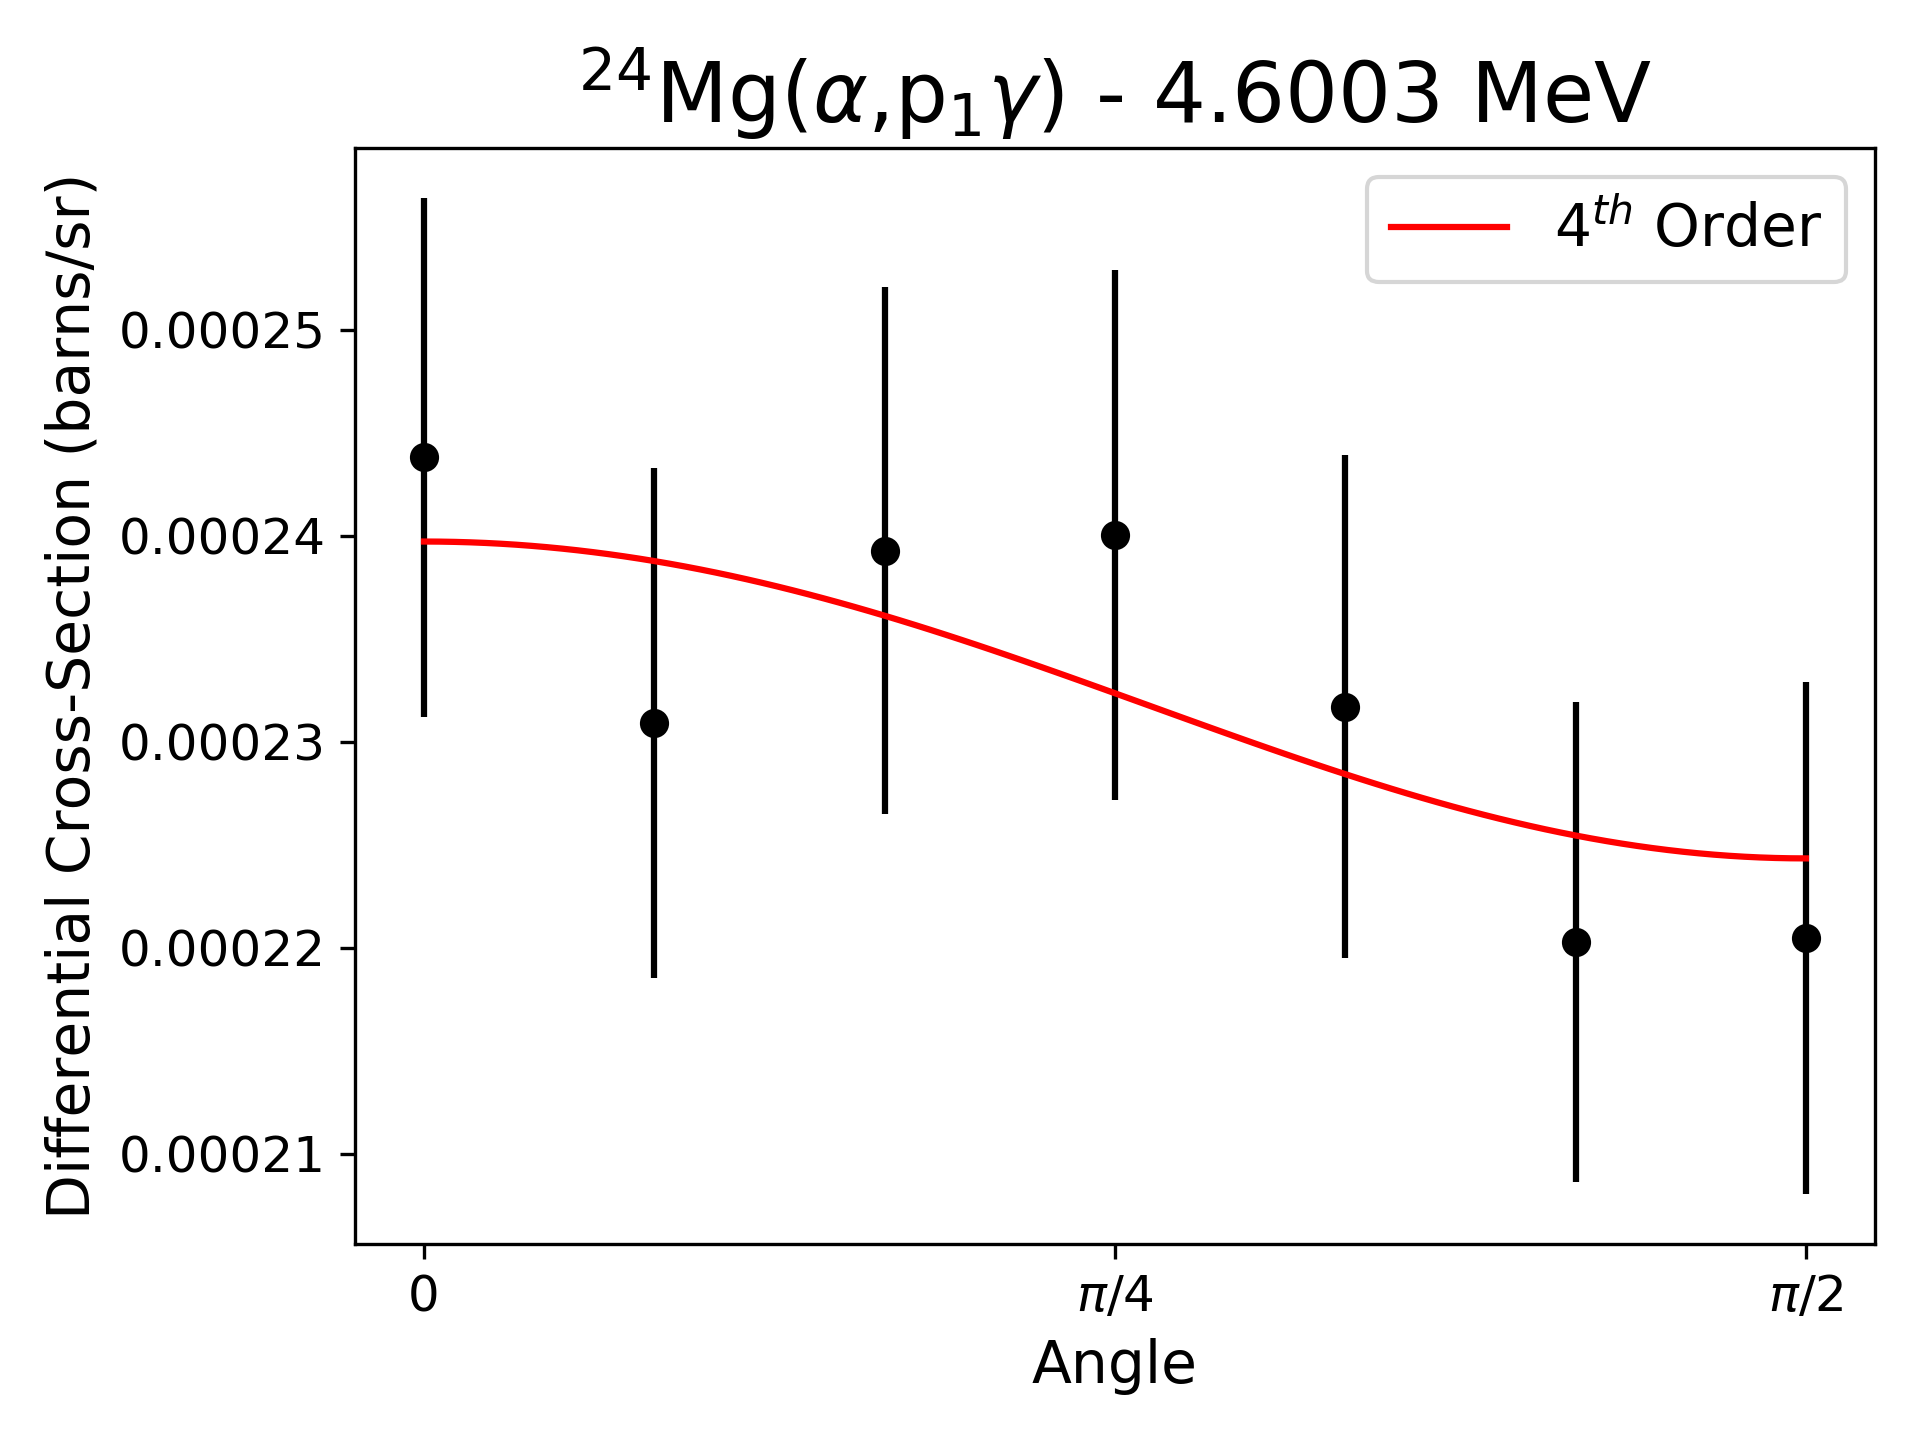 ²⁴Mg(α,p₁γ) - 4.6003 MeV
4ᵗʰ Order
Differential Cross-Section (barns/sr)
0.00025
0.00024
0.00023
0.00022
0.00021
0 π/4 π/2
Angle